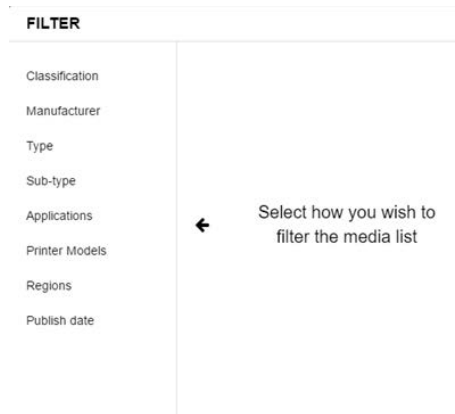 FILTER
Classification
Manufacturer
Type
Sub-type
Applications
Printer Models
Regions
Publish date
Select how you wish to
filter the media list